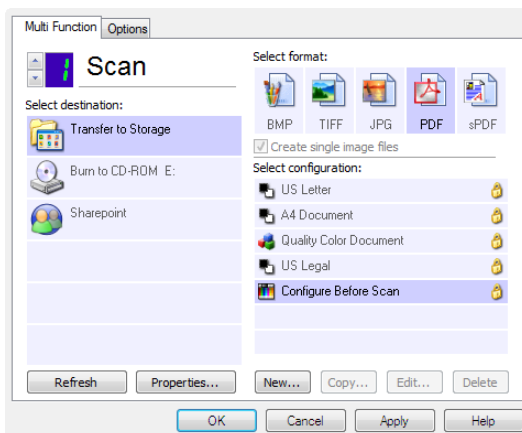 Multi Function
Options
1
Scan
Select destination:
Transfer to Storage
Burn to CD-ROM E:
Sharepoint
Refresh
Properties...
Select format:
BMP
TIFF
JPG
PDF
sPDF
Create single image files
Select configuration:
US Letter
A4 Document
Quality Color Document
US Legal
Configure Before Scan
New...
Copy...
Edit...
Delete
OK
Cancel
Apply
Help